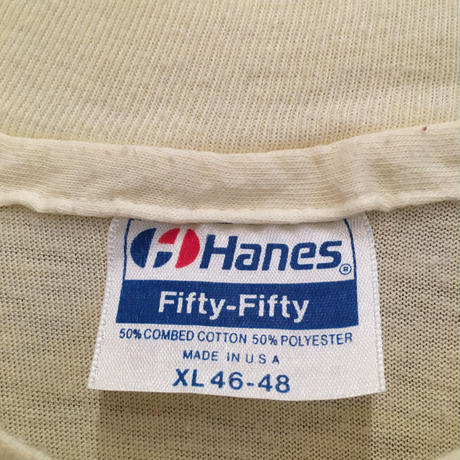 Hanes®
Fifty-Fifty
50% COMBED COTTON 50% POLYESTER
MADE IN U S A
XL 46-48